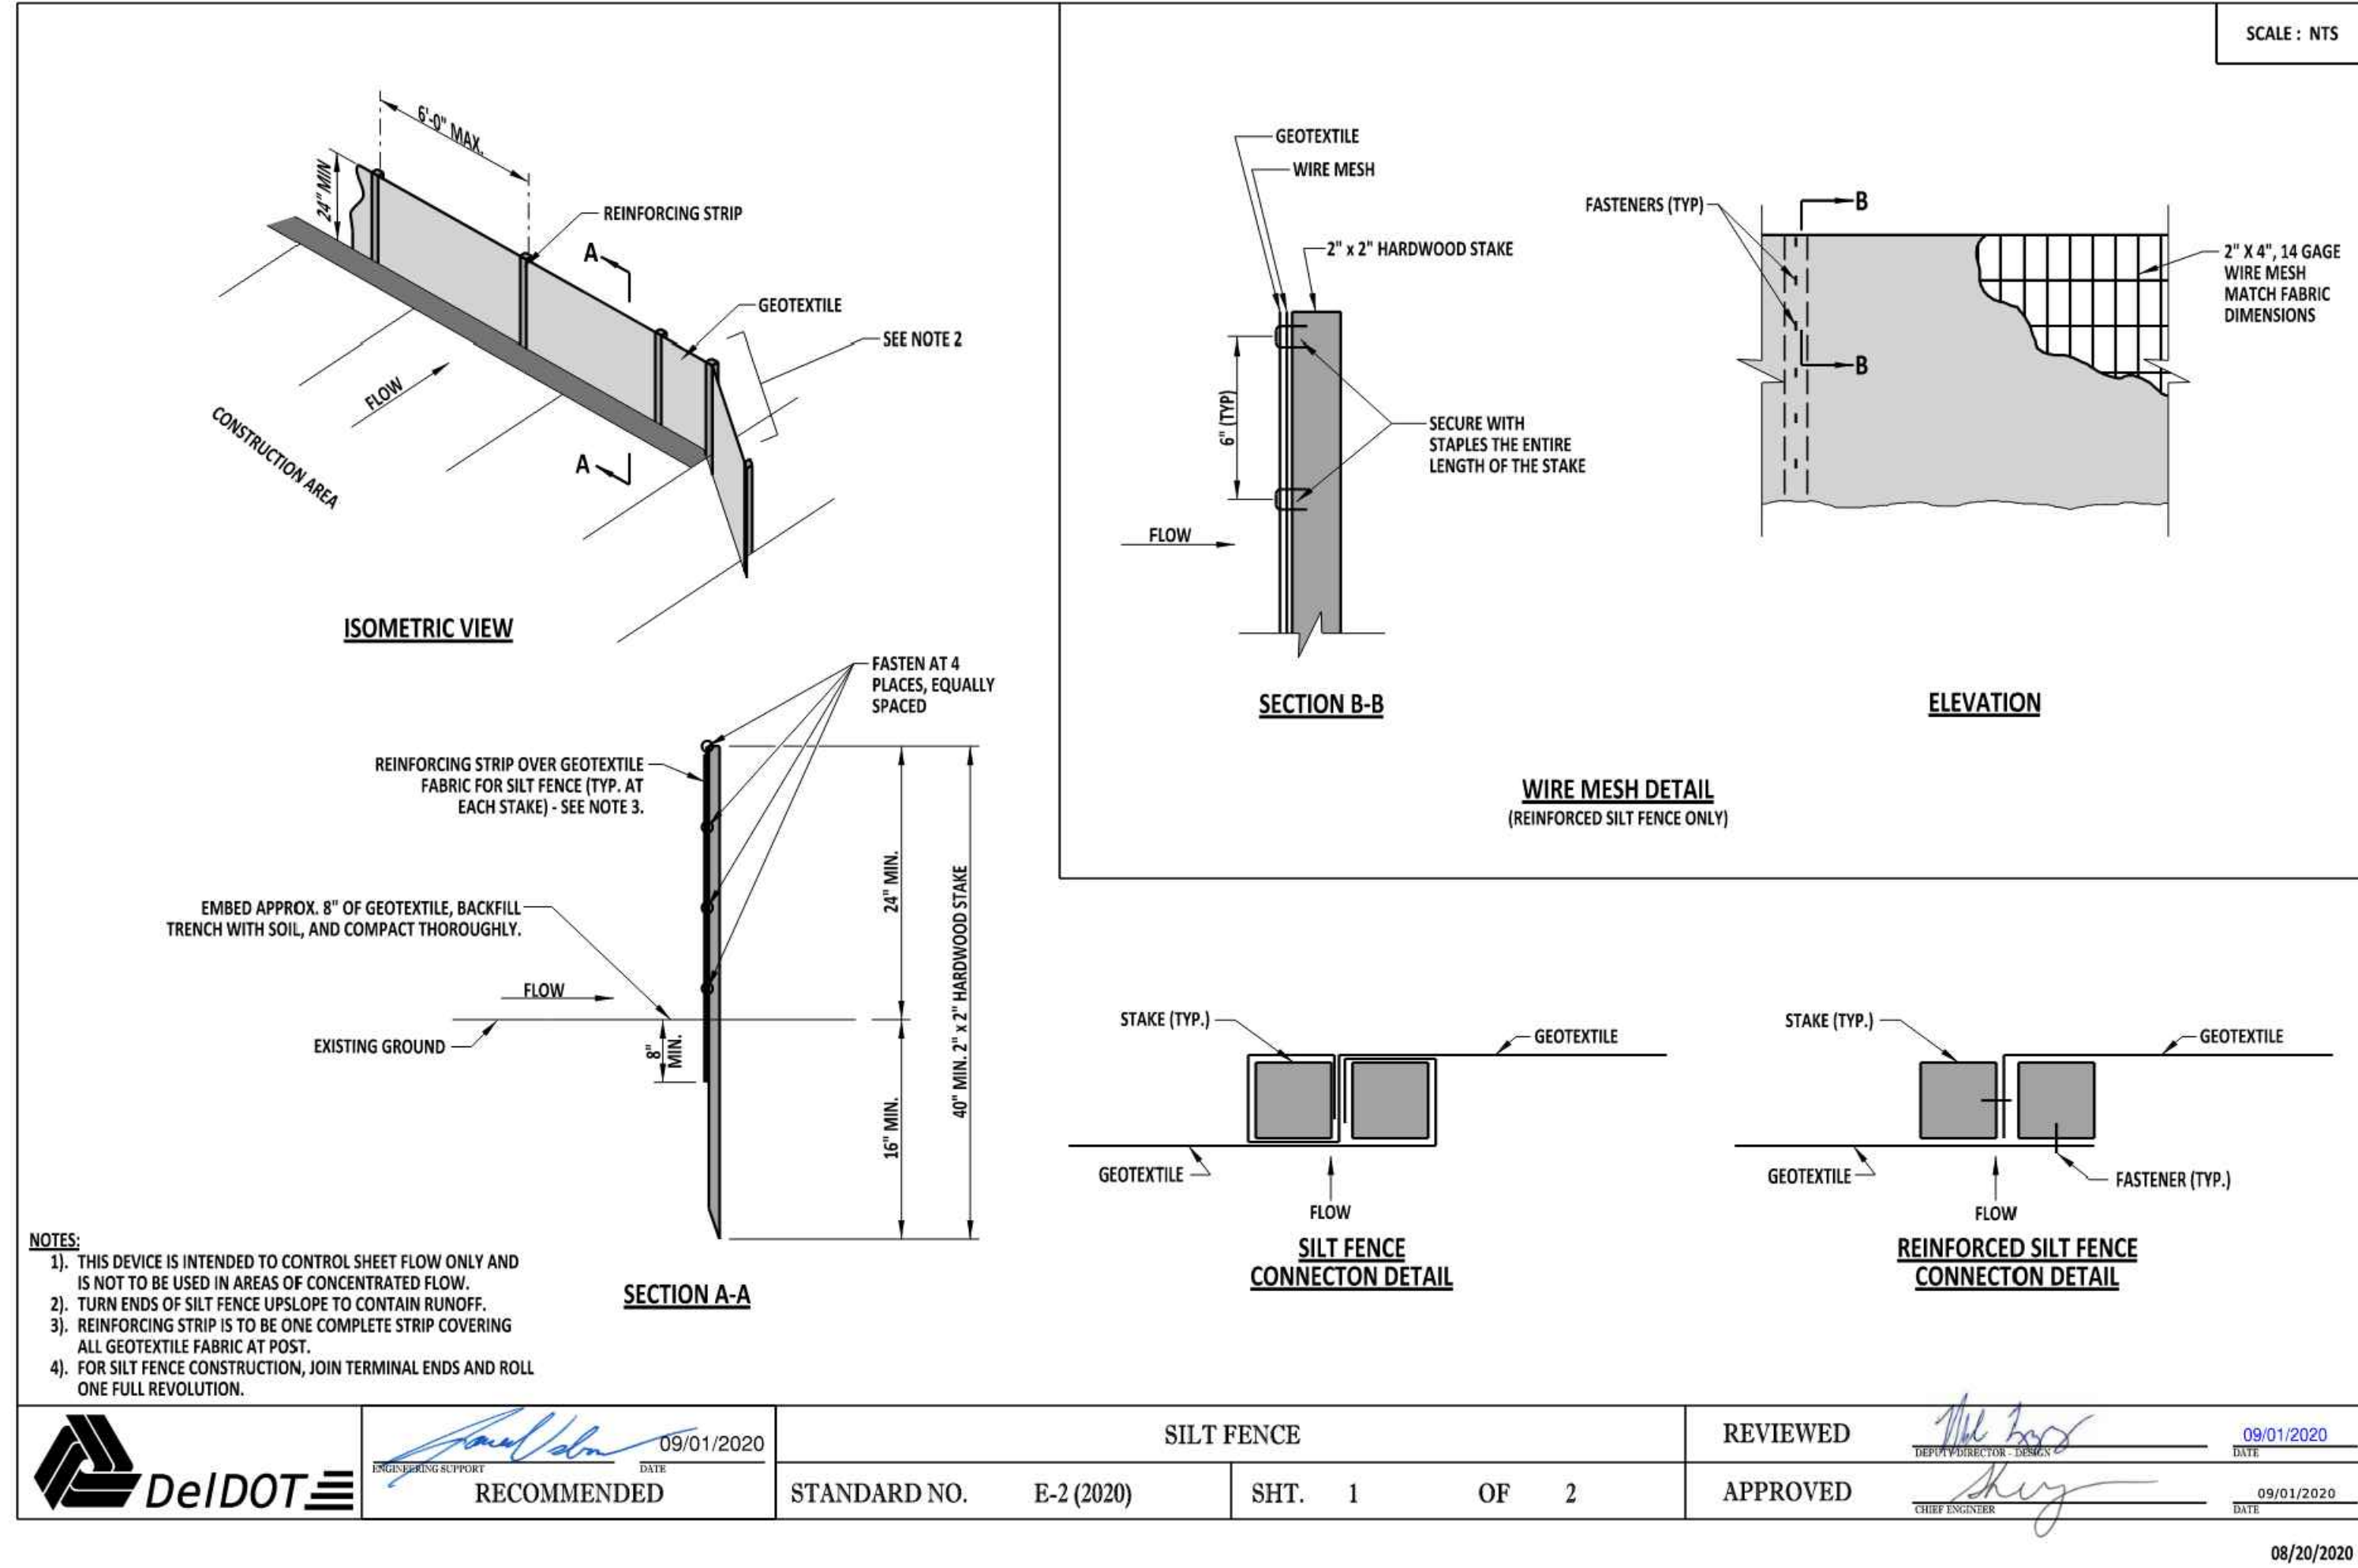 SCALE : NTS
6'-0" MAX.
24" MIN
REINFORCING STRIP
A
GEOTEXTILE
SEE NOTE 2
FLOW
CONSTRUCTION AREA
A
ISOMETRIC VIEW
GEOTEXTILE
WIRE MESH
2" x 2" HARDWOOD STAKE
6" (TYP)
SECURE WITH
STAPLES THE ENTIRE
LENGTH OF THE STAKE
FLOW
SECTION B-B
FASTENERS (TYP)
B
B
2" X 4", 14 GAGE
WIRE MESH
MATCH FABRIC
DIMENSIONS
ELEVATION
WIRE MESH DETAIL
(REINFORCED SILT FENCE ONLY)
FASTEN AT 4
PLACES, EQUALLY
SPACED
REINFORCING STRIP OVER GEOTEXTILE
FABRIC FOR SILT FENCE (TYP. AT
EACH STAKE) - SEE NOTE 3.
24" MIN.
40" MIN. 2" x 2" HARDWOOD STAKE
EMBED APPROX. 8" OF GEOTEXTILE, BACKFILL
TRENCH WITH SOIL, AND COMPACT THOROUGHLY.
FLOW
EXISTING GROUND
8"
MIN.
16" MIN.
SECTION A-A
STAKE (TYP.)
GEOTEXTILE
GEOTEXTILE
FLOW
SILT FENCE
CONNECTON DETAIL
STAKE (TYP.)
GEOTEXTILE
GEOTEXTILE
FASTENER (TYP.)
FLOW
REINFORCED SILT FENCE
CONNECTON DETAIL
NOTES:
1). THIS DEVICE IS INTENDED TO CONTROL SHEET FLOW ONLY AND
IS NOT TO BE USED IN AREAS OF CONCENTRATED FLOW.
2). TURN ENDS OF SILT FENCE UPSLOPE TO CONTAIN RUNOFF.
3). REINFORCING STRIP IS TO BE ONE COMPLETE STRIP COVERING
ALL GEOTEXTILE FABRIC AT POST.
4). FOR SILT FENCE CONSTRUCTION, JOIN TERMINAL ENDS AND ROLL
ONE FULL REVOLUTION.
DelDOT
09/01/2020
ENGINEERING SUPPORT DATE
RECOMMENDED
SILT FENCE
STANDARD NO. E-2 (2020) SHT. 1 OF 2
REVIEWED 09/01/2020
DEPUTY DIRECTOR - DESIGN DATE
APPROVED 09/01/2020
CHIEF ENGINEER DATE
08/20/2020